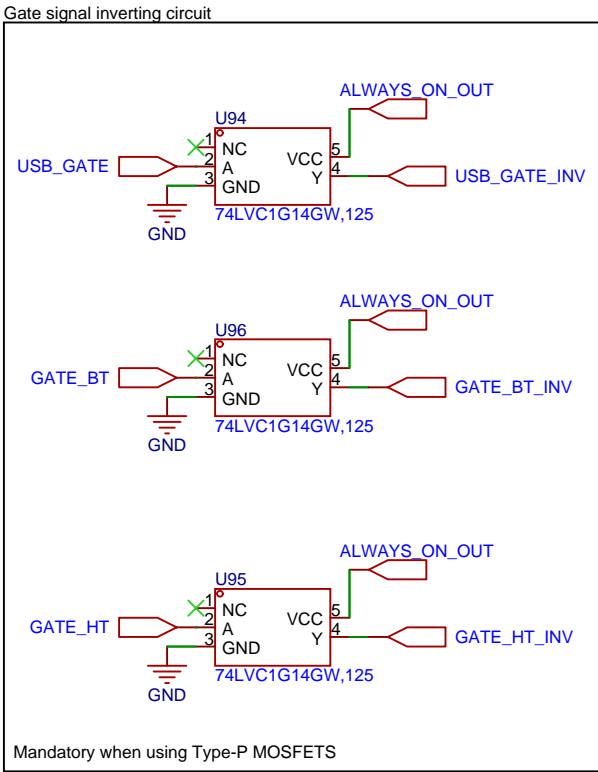 Gate signal inverting circuit
ALWAYS_ON_OUT
U94
1
NC
5
VCC
USB_GATE
2
A
4
Y
USB_GATE_INV
3
GND
74LVC1G14GW,125
GND
ALWAYS_ON_OUT
U96
1
NC
5
VCC
GATE_BT
2
A
4
Y
GATE_BT_INV
3
GND
74LVC1G14GW,125
GND
ALWAYS_ON_OUT
U95
1
NC
5
VCC
GATE_HT
2
A
4
Y
GATE_HT_INV
3
GND
74LVC1G14GW,125
GND
Mandatory when using Type-P MOSFETS